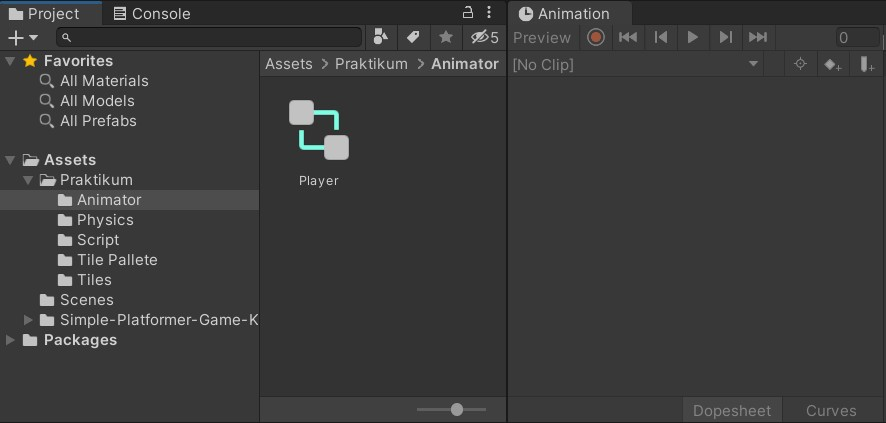 Project
Console
5
Favorites
All Materials
All Models
All Prefabs
Assets
Praktikum
Animator
Physics
Script
Tile Pallete
Tiles
Scenes
Simple-Platformer-Game-K
Packages
Assets > Praktikum > Animator
Player
Animation
Preview
0
[No Clip]
Dopesheet
Curves